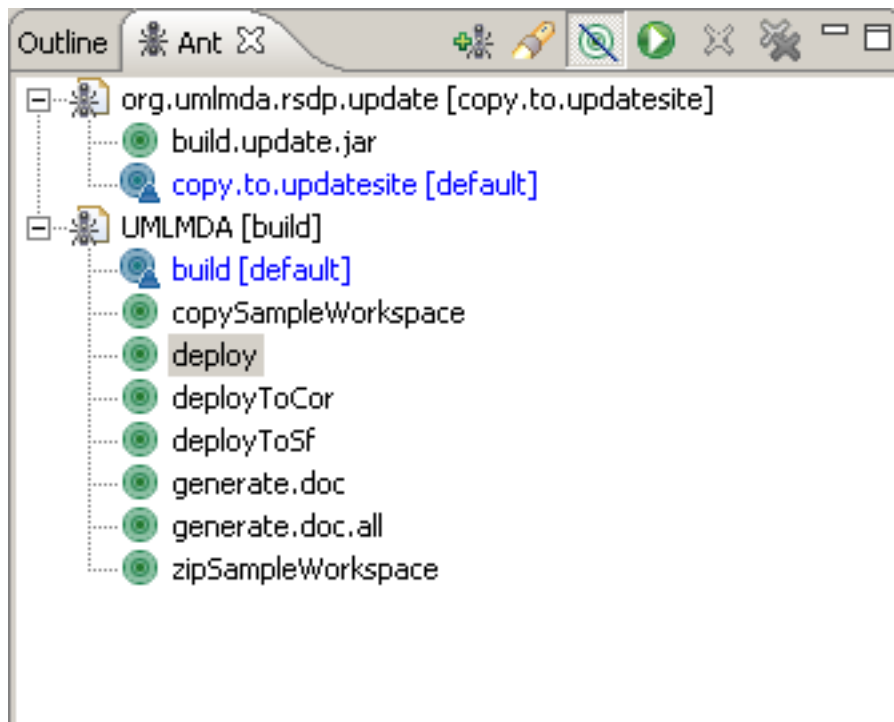 Outline Ant
org.umlmda.rsdp.update [copy.to.updatesite]
build.update.jar
copy.to.updatesite [default]
UMLMDA [build]
build [default]
copySampleWorkspace
deploy
deployToCor
deployToSf
generate.doc
generate.doc.all
zipSampleWorkspace